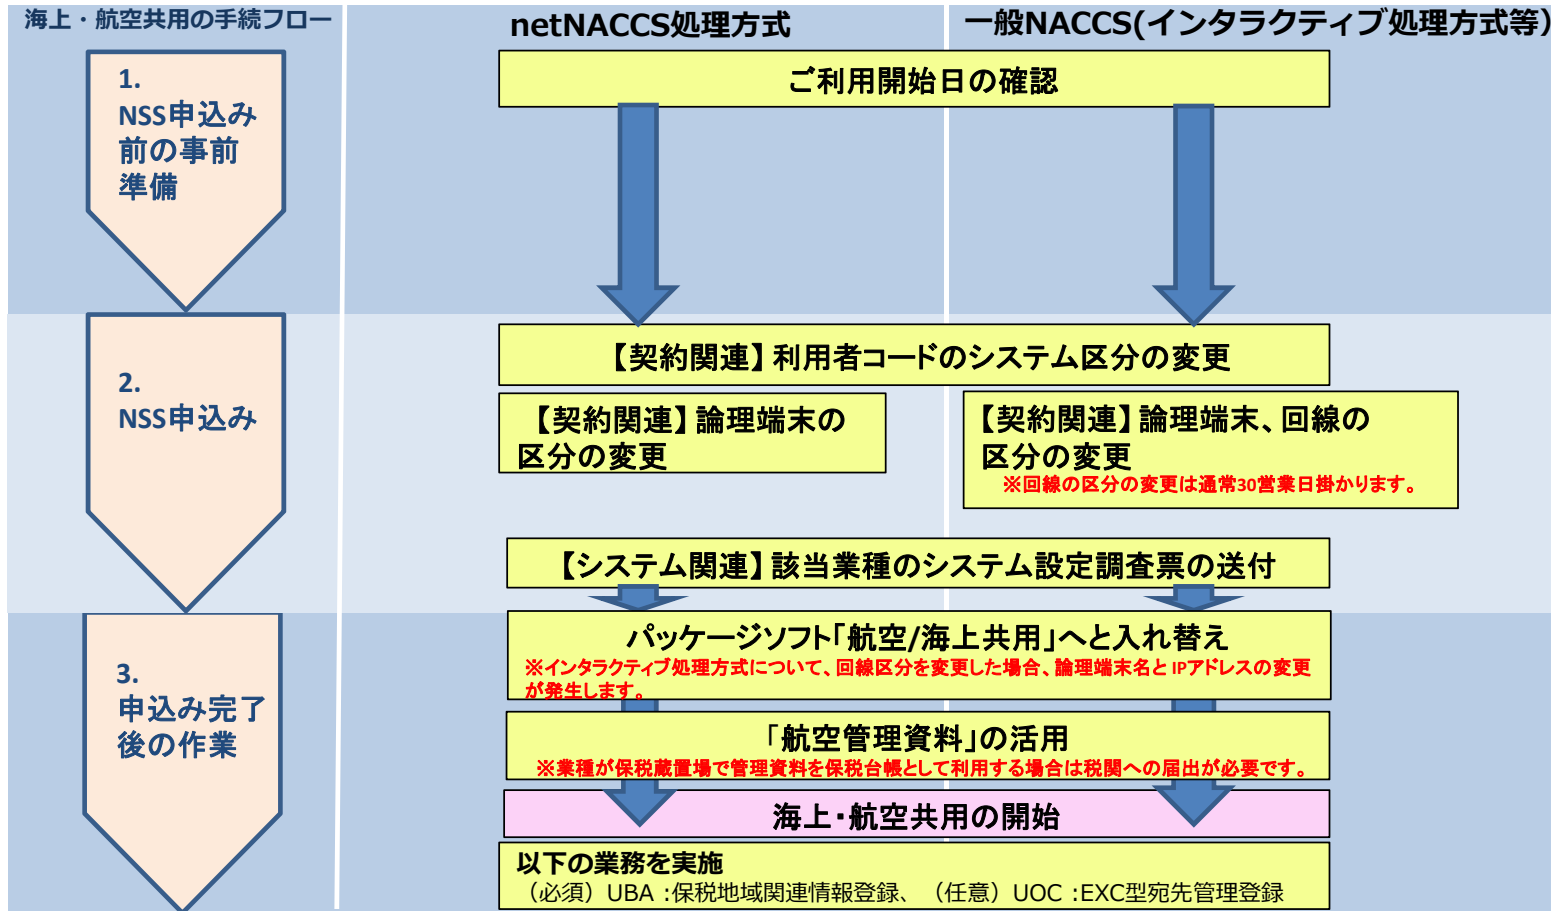 海上・航空共用の手続フロー
netNACCS処理方式
一般NACCS(インタラクティブ処理方式等)
1.
NSS申込み
前の事前
準備
ご利用開始日の確認
2.
NSS申込み
【契約関連】利用者コードのシステム区分の変更
【契約関連】論理端末の
区分の変更
【契約関連】論理端末、回線の
区分の変更
※回線の区分の変更は通常30営業日掛かります。
【システム関連】該当業種のシステム設定調査票の送付
3.
申込み完了
後の作業
パッケージソフト「航空/海上共用」へと入れ替え
※インタラクティブ処理方式について、回線区分を変更した場合、論理端末名と IPアドレスの変更
が発生します。
「航空管理資料」の活用
※業種が保税蔵置場で管理資料を保税台帳として利用する場合は税関への届出が必要です。
海上・航空共用の開始
以下の業務を実施
（必須）UBA :保税地域関連情報登録、（任意）UOC :EXC型宛先管理登録